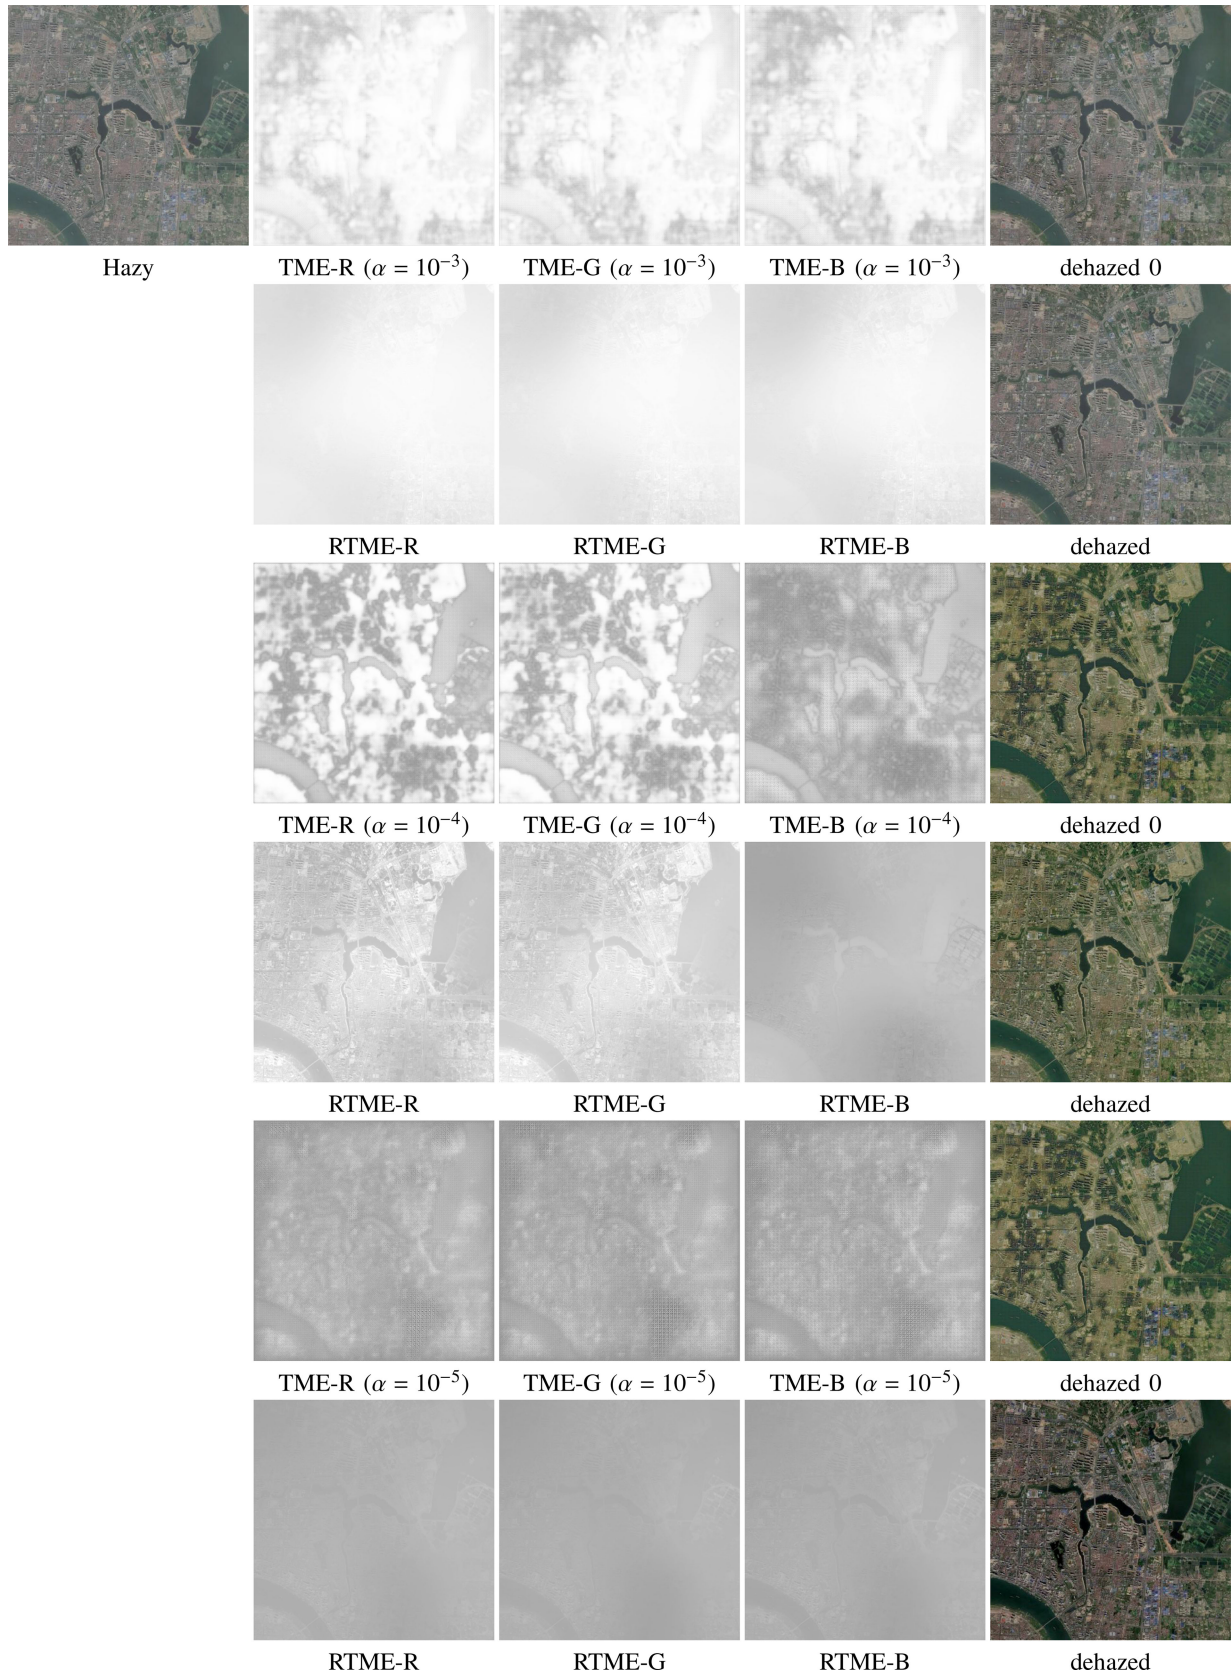 Hazy TME-R (α = 10⁻³) TME-G (α = 10⁻³) TME-B (α = 10⁻³) dehazed 0
RTME-R RTME-G RTME-B dehazed
TME-R (α = 10⁻⁴) TME-G (α = 10⁻⁴) TME-B (α = 10⁻⁴) dehazed 0
RTME-R RTME-G RTME-B dehazed
TME-R (α = 10⁻⁵) TME-G (α = 10⁻⁵) TME-B (α = 10⁻⁵) dehazed 0
RTME-R RTME-G RTME-B dehazed